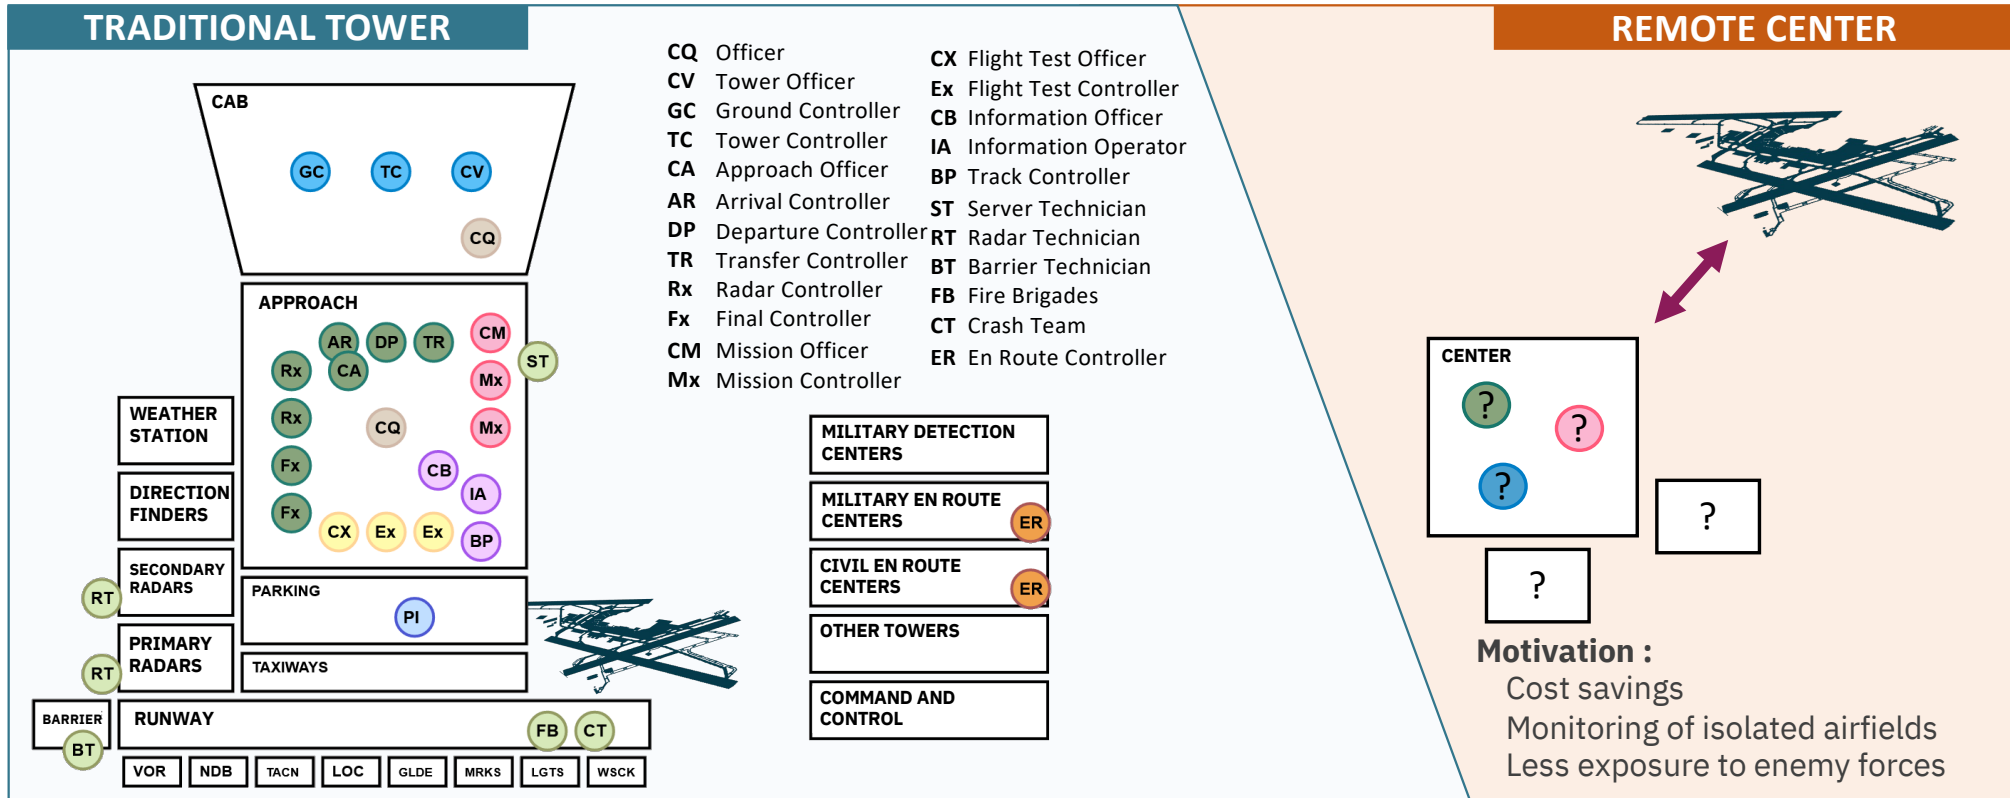 TRADITIONAL TOWER
REMOTE CENTER
CAB
GC
TC
CV
CQ
APPROACH
AR
DP
TR
CM
ST
Rx
CA
Mx
Rx
CQ
Mx
Fx
CB
IA
Fx
CX
Ex
Ex
BP
WEATHER
STATION
DIRECTION
FINDERS
SECONDARY
RADARS
RT
PRIMARY
RADARS
RT
PARKING
PI
TAXIWAYS
BARRIER
BT
RUNWAY
FB
CT
VOR
NDB
TACN
LOC
GLDE
MRKS
LGTS
WSCK
CQ Officer
CV Tower Officer
GC Ground Controller
TC Tower Controller
CA Approach Officer
AR Arrival Controller
DP Departure Controller
TR Transfer Controller
Rx Radar Controller
Fx Final Controller
CM Mission Officer
Mx Mission Controller
CX Flight Test Officer
Ex Flight Test Controller
CB Information Officer
IA Information Operator
BP Track Controller
ST Server Technician
RT Radar Technician
BT Barrier Technician
FB Fire Brigades
CT Crash Team
ER En Route Controller
MILITARY DETECTION
CENTERS
MILITARY EN ROUTE
CENTERS
ER
CIVIL EN ROUTE
CENTERS
ER
OTHER TOWERS
COMMAND AND
CONTROL
CENTER
?
?
?
?
?
Motivation :
Cost savings
Monitoring of isolated airfields
Less exposure to enemy forces